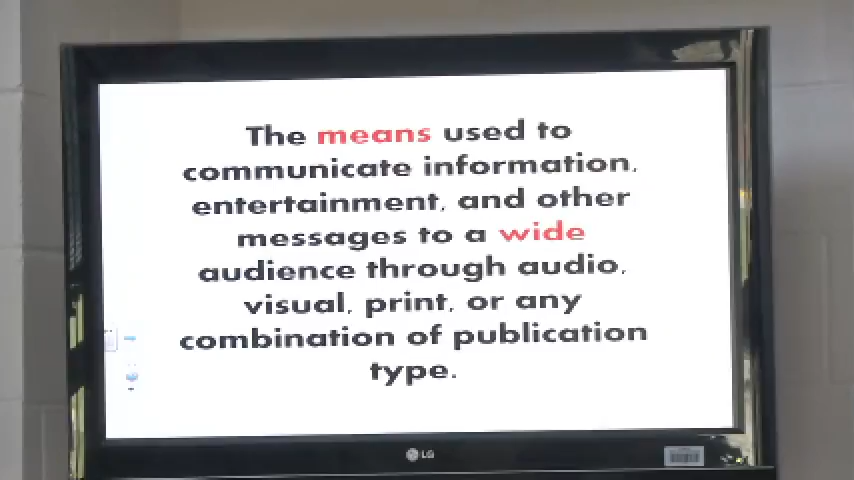 The means used to
communicate information,
entertainment, and other
messages to a wide
audience through audio,
visual, print, or any
combination of publication
type.
LG